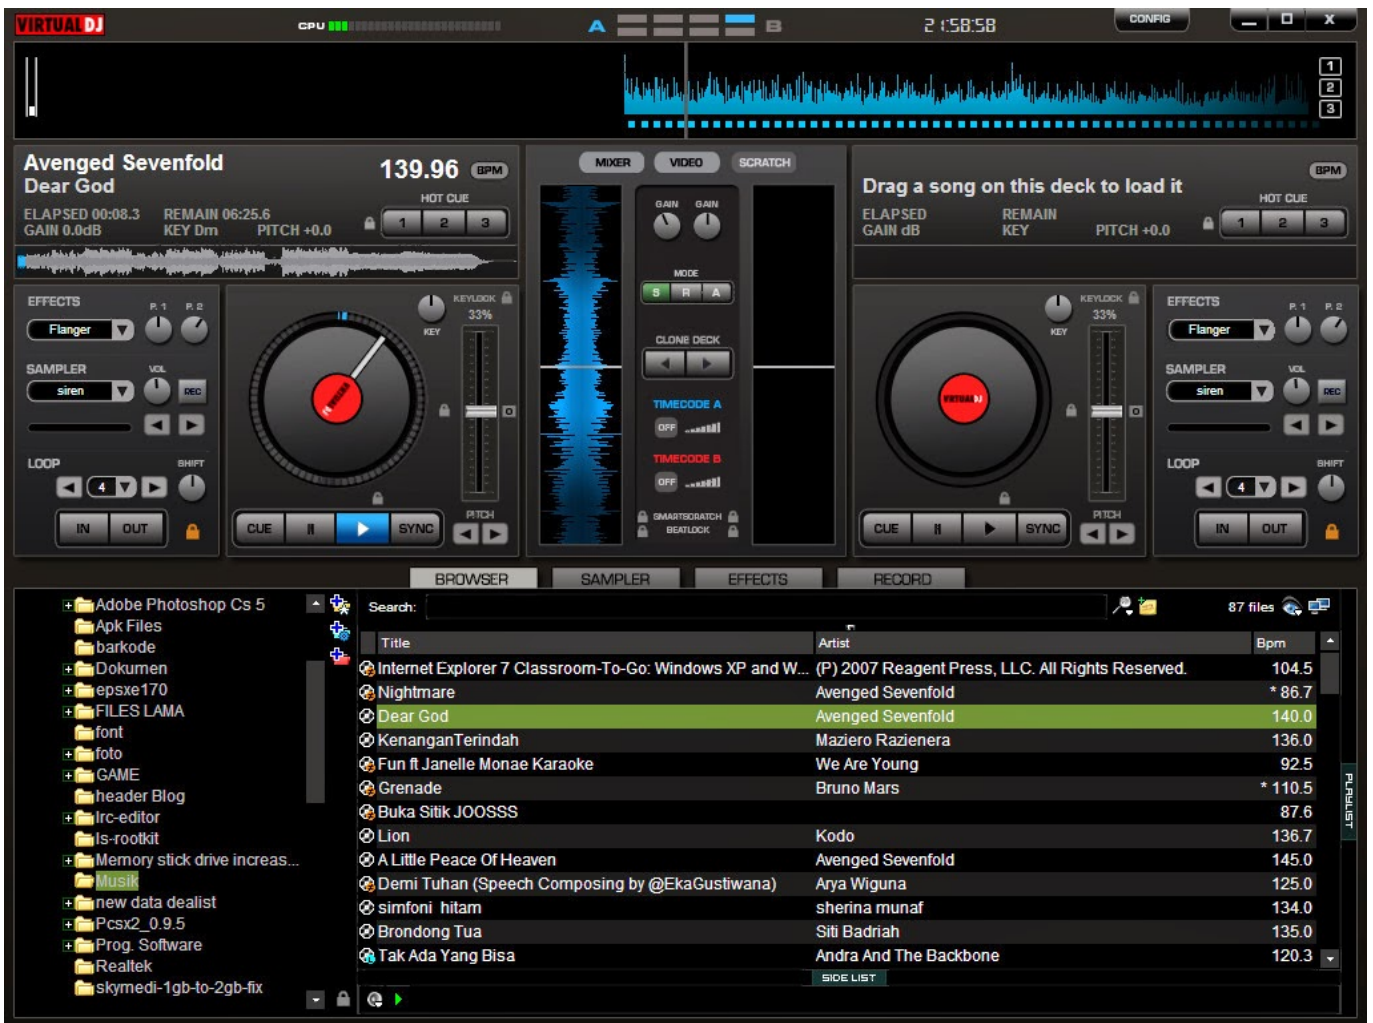 VIRTUAL DJ
CPU
A
B
21:58:58
CONFIG
X
1
2
3
Avenged Sevenfold
139.96 BPM
Dear God
HOT CUE
ELAPSED 00:08.3 REMAIN 06:25.6
GAIN 0.0dB KEY Dm PITCH +0.0
1 2 3
MIXER VIDEO SCRATCH
GAIN GAIN
MODE
S R A
CLONE DECK
TIMECODE A
OFF
TIMECODE B
OFF
SMARTSCRATCH
BEATLOCK
BPM
Drag a song on this deck to load it
HOT CUE
ELAPSED REMAIN
GAIN dB KEY PITCH +0.0
1 2 3
EFFECTS P. 1 P. 2
Flanger
SAMPLER VOL
siren REC
LOOP SHIFT
4
IN OUT
KEYLOCK
33%
KEY
PITCH
CUE II SYNC
VIRTUAL DJ
KEYLOCK
33%
KEY
PITCH
CUE II SYNC
EFFECTS P. 1 P. 2
Flanger
SAMPLER VOL
siren REC
LOOP SHIFT
4
IN OUT
BROWSER SAMPLER EFFECTS RECORD
Adobe Photoshop Cs 5
Apk Files
barkode
Dokumen
epsxe170
FILES LAMA
font
foto
GAME
header Blog
lrc-editor
ls-rootkit
Memory stick drive increas...
Musik
new data dealist
Pcsx2_0.9.5
Prog. Software
Realtek
skymedi-1gb-to-2gb-fix
Search: 87 files
Title Artist Bpm
Internet Explorer 7 Classroom-To-Go: Windows XP and W... (P) 2007 Reagent Press, LLC. All Rights Reserved. 104.5
Nightmare Avenged Sevenfold * 86.7
Dear God Avenged Sevenfold 140.0
KenanganTerindah Maziero Razienera 136.0
Fun ft Janelle Monae Karaoke We Are Young 92.5
Grenade Bruno Mars * 110.5
Buka Sitik JOOSSS 87.6
Lion Kodo 136.7
A Little Peace Of Heaven Avenged Sevenfold 145.0
Demi Tuhan (Speech Composing by @EkaGustiwana) Arya Wiguna 125.0
simfoni hitam sherina munaf 134.0
Brondong Tua Siti Badriah 135.0
Tak Ada Yang Bisa Andra And The Backbone 120.3
SIDE LIST
PLAYLIST